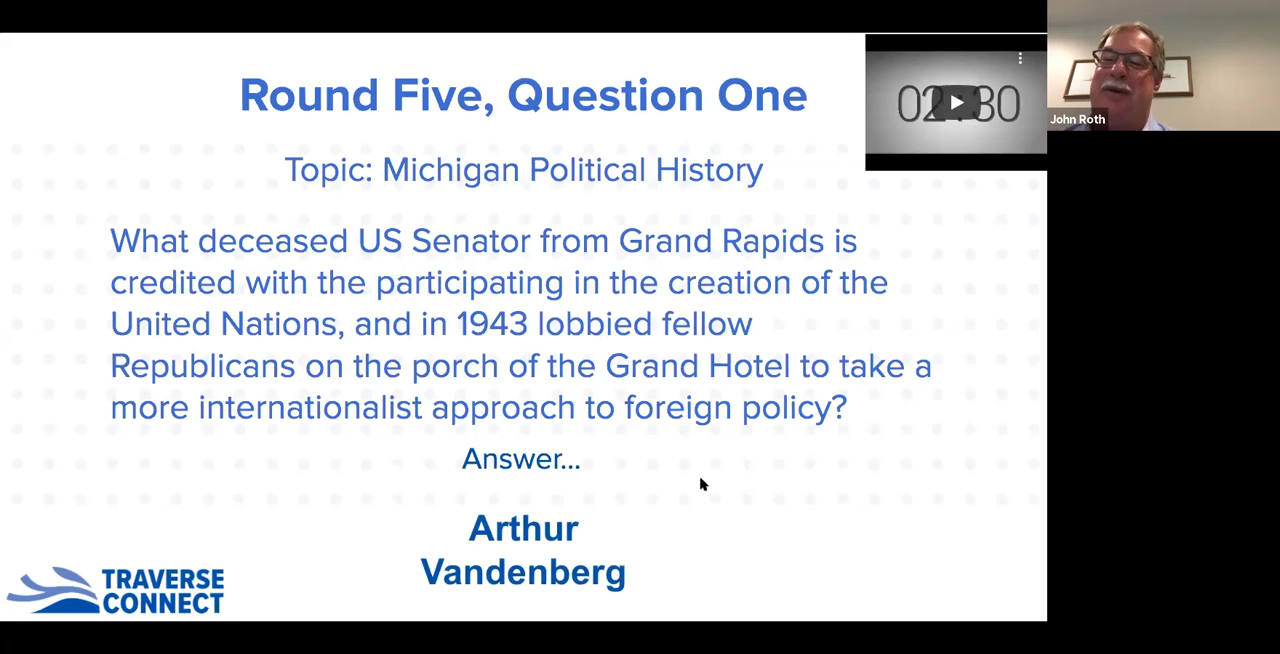 Round Five, Question One
02:30
John Roth
Topic: Michigan Political History
What deceased US Senator from Grand Rapids is
credited with the participating in the creation of the
United Nations, and in 1943 lobbied fellow
Republicans on the porch of the Grand Hotel to take a
more internationalist approach to foreign policy?
Answer...
Arthur
Vandenberg
TRAVERSE
CONNECT